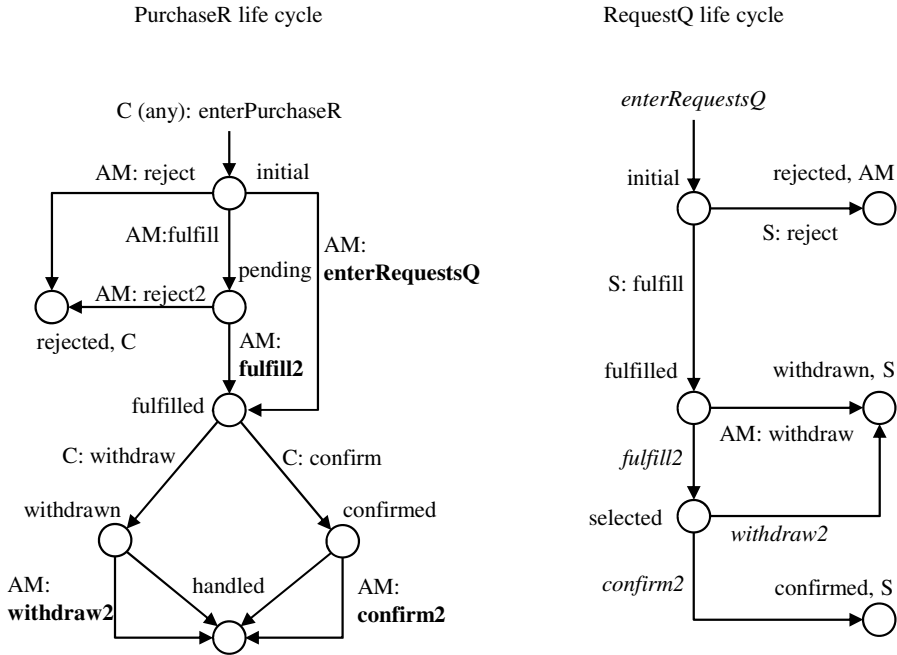 PurchaseR life cycle
RequestQ life cycle
C (any): enterPurchaseR
AM: reject
initial
AM:fulfill
AM:
enterRequestsQ
pending
AM: reject2
rejected, C
AM:
fulfill2
fulfilled
C: withdraw
C: confirm
withdrawn
confirmed
AM:
withdraw2
handled
AM:
confirm2
enterRequestsQ
initial
rejected, AM
S: reject
S: fulfill
fulfilled
withdrawn, S
AM: withdraw
fulfill2
selected
withdraw2
confirm2
confirmed, S